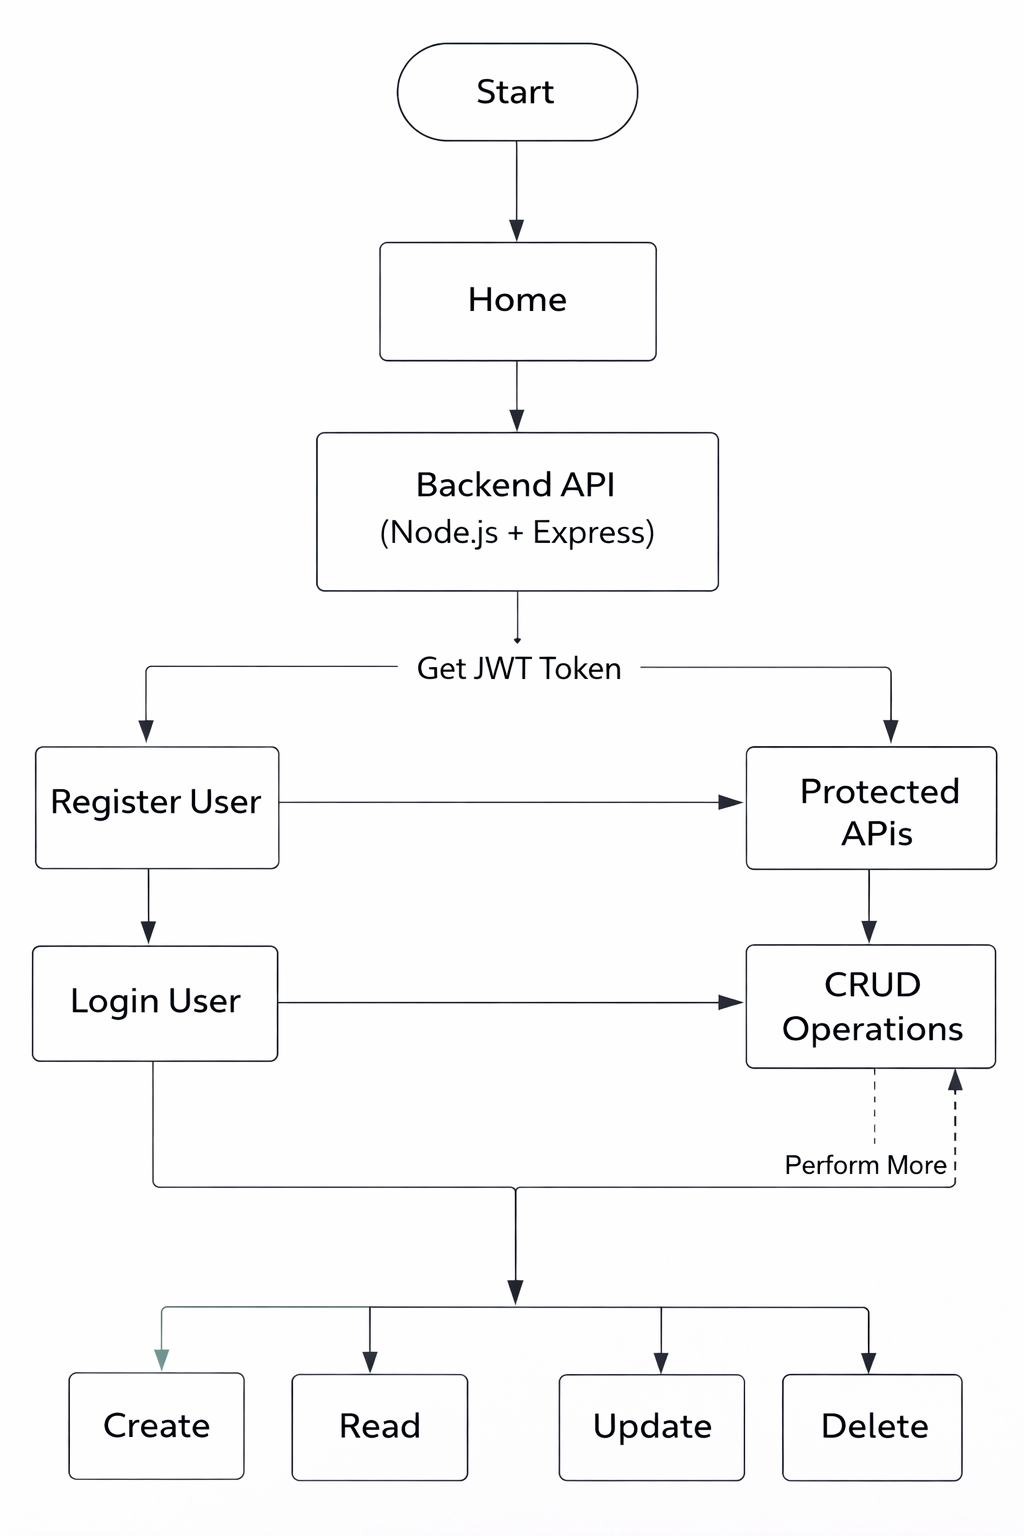 Start
Home
Backend API
(Node.js + Express)
Get JWT Token
Register User
Protected
APis
Login User
CRUD
Operations
Perform More
Create
Read
Update
Delete